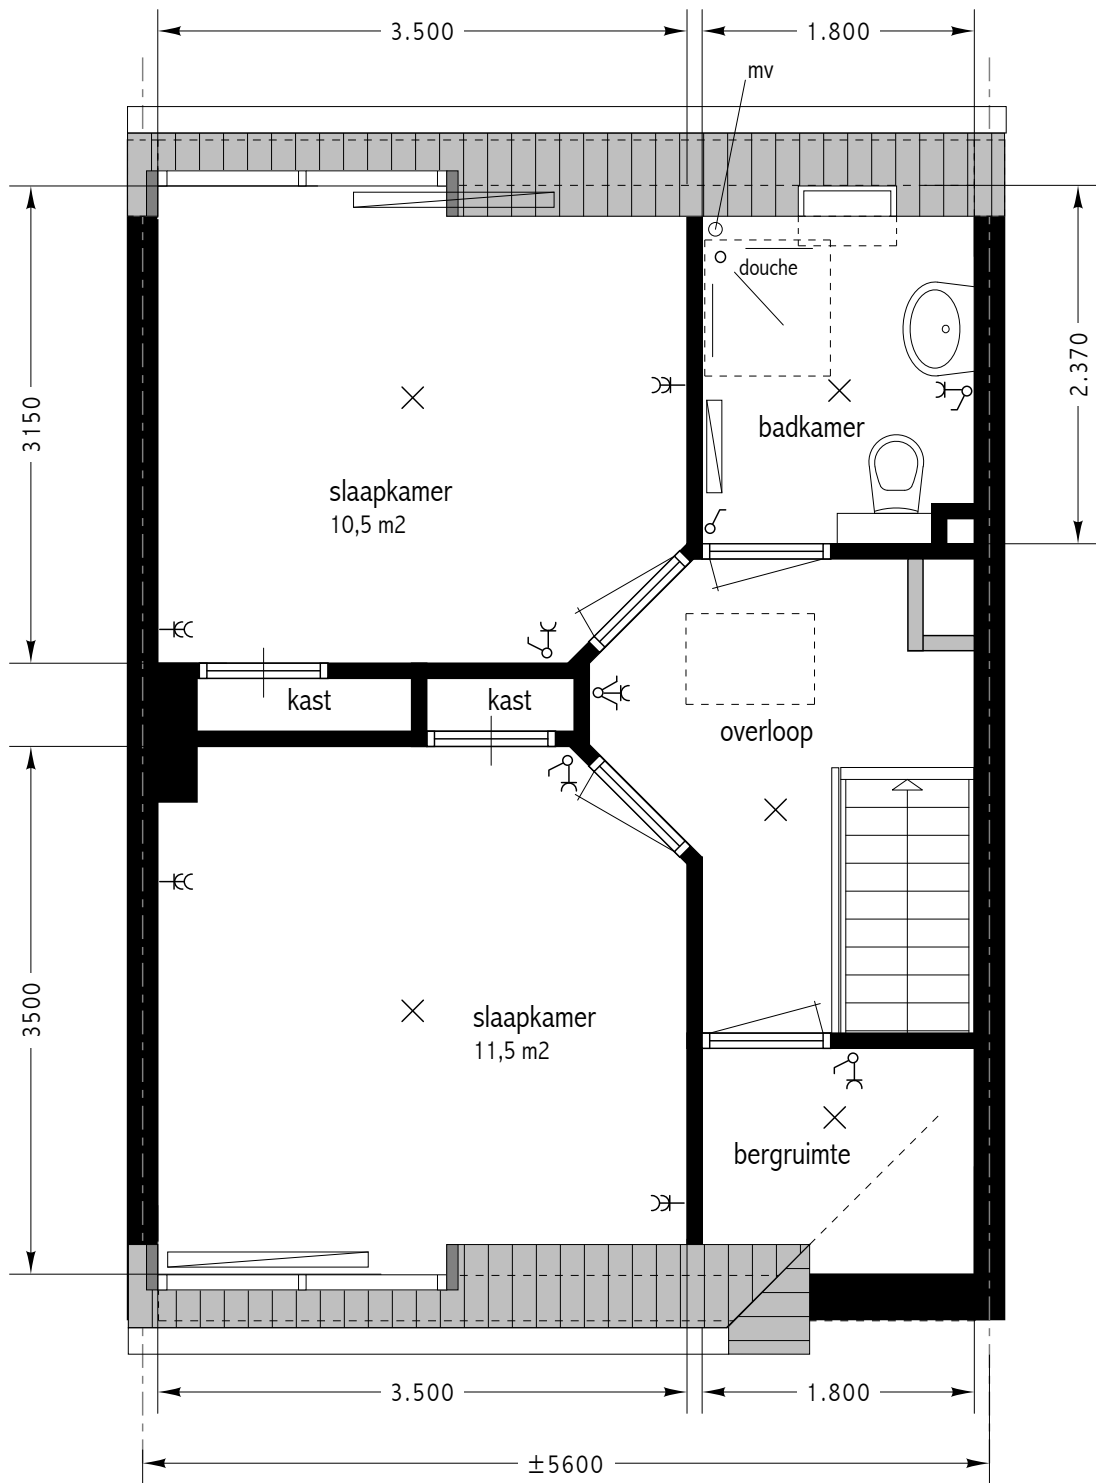 3.500
1.800
mv
douche
3150
2.370
badkamer
slaapkamer
10,5 m2
kast
kast
overloop
3500
slaapkamer
11,5 m2
bergruimte
3.500
1.800
±5600